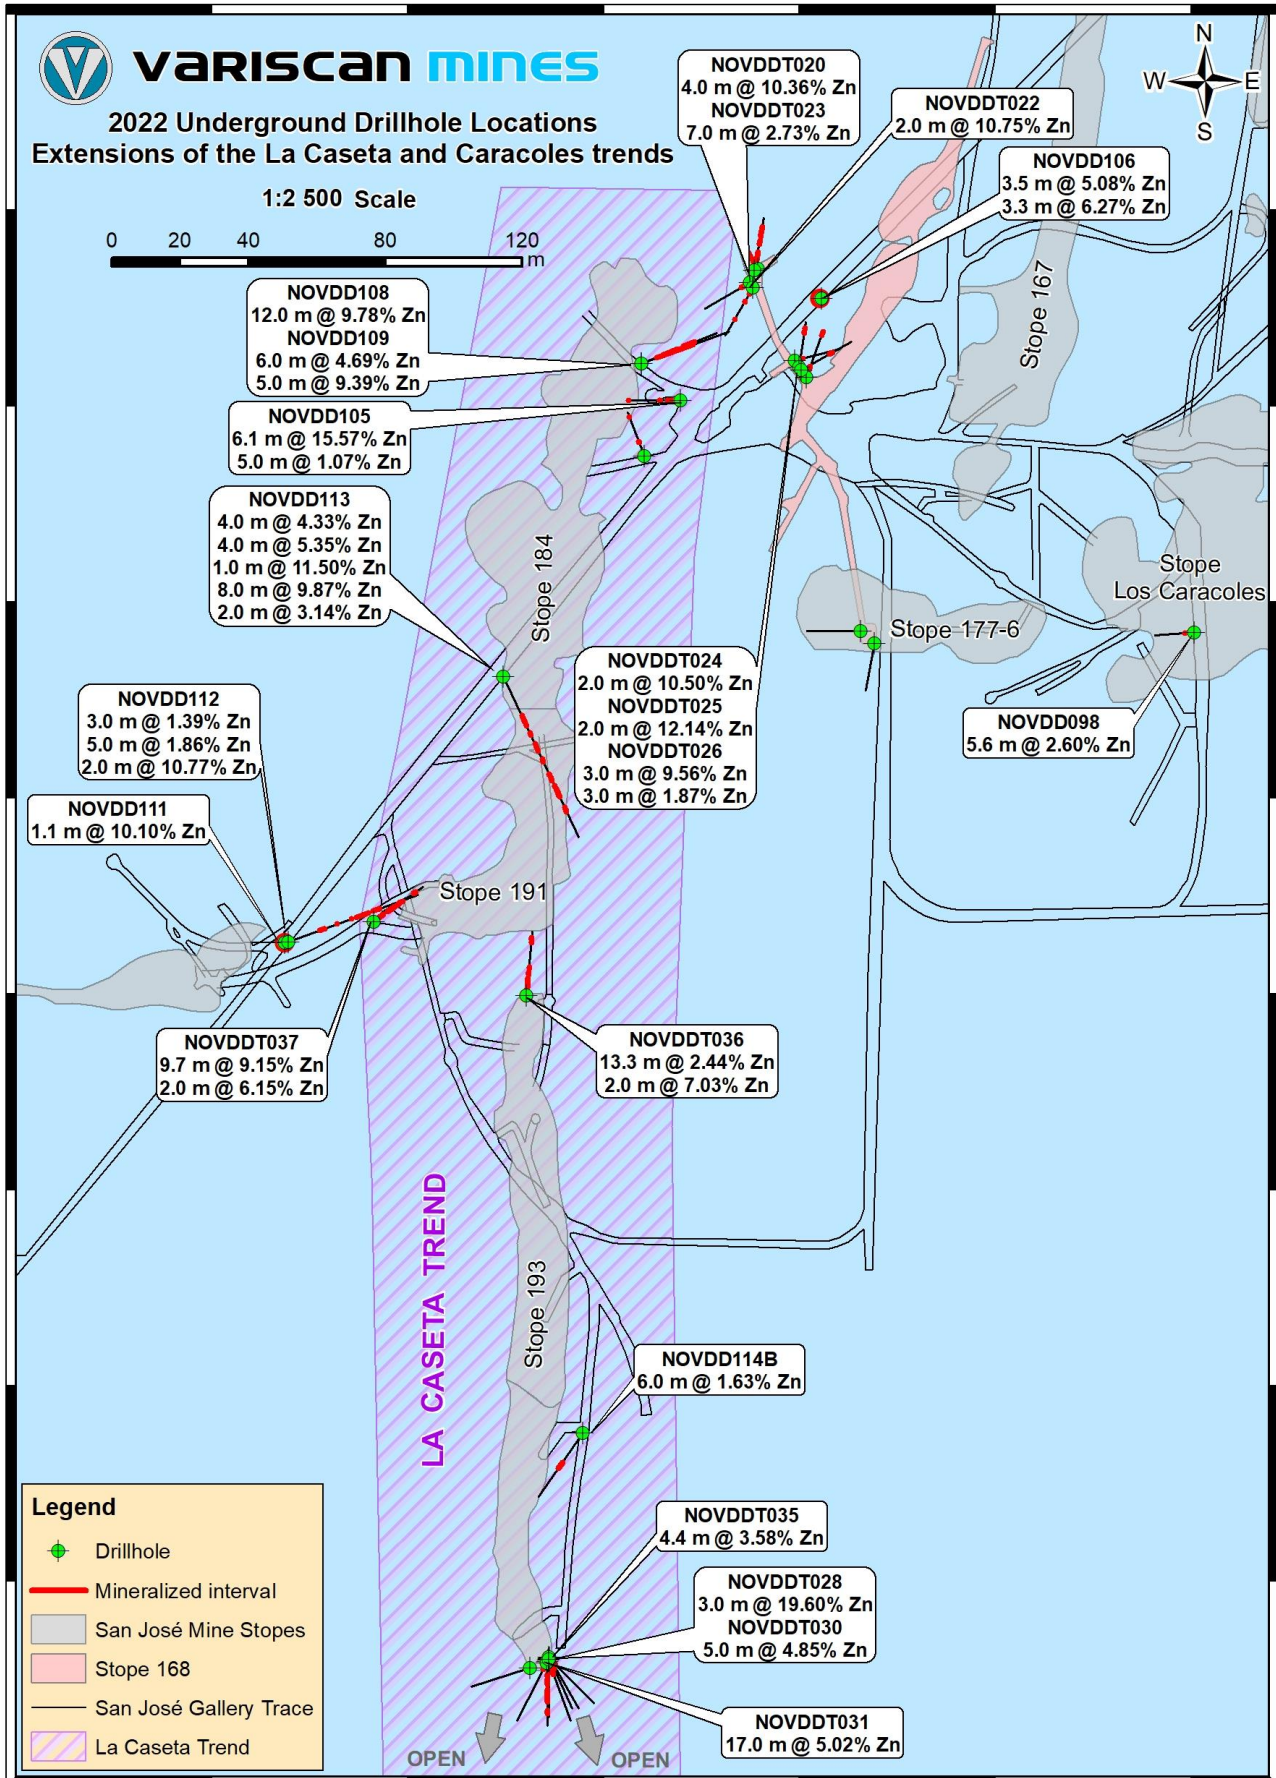 VARISCAN MINES
2022 Underground Drillhole Locations
Extensions of the La Caseta and Caracoles trends
1:2 500 Scale
0 20 40 80 120
m
N
W E
S
NOVDDT020
4.0 m @ 10.36% Zn
NOVDDT023
7.0 m @ 2.73% Zn
NOVDDT022
2.0 m @ 10.75% Zn
NOVDD106
3.5 m @ 5.08% Zn
3.3 m @ 6.27% Zn
NOVDD108
12.0 m @ 9.78% Zn
NOVDD109
6.0 m @ 4.69% Zn
5.0 m @ 9.39% Zn
Stope 167
NOVDD105
6.1 m @ 15.57% Zn
5.0 m @ 1.07% Zn
NOVDD113
4.0 m @ 4.33% Zn
4.0 m @ 5.35% Zn
1.0 m @ 11.50% Zn
8.0 m @ 9.87% Zn
2.0 m @ 3.14% Zn
Stope 184
Stope
Los Caracoles
Stope 177-6
NOVDDT024
2.0 m @ 10.50% Zn
NOVDDT025
2.0 m @ 12.14% Zn
NOVDDT026
3.0 m @ 9.56% Zn
3.0 m @ 1.87% Zn
NOVDD098
5.6 m @ 2.60% Zn
NOVDD112
3.0 m @ 1.39% Zn
5.0 m @ 1.86% Zn
2.0 m @ 10.77% Zn
NOVDD111
1.1 m @ 10.10% Zn
Stope 191
NOVDDT037
9.7 m @ 9.15% Zn
2.0 m @ 6.15% Zn
NOVDDT036
13.3 m @ 2.44% Zn
2.0 m @ 7.03% Zn
LA CASETA TREND
Stope 193
NOVDD114B
6.0 m @ 1.63% Zn
NOVDDT035
4.4 m @ 3.58% Zn
NOVDDT028
3.0 m @ 19.60% Zn
NOVDDT030
5.0 m @ 4.85% Zn
NOVDDT031
17.0 m @ 5.02% Zn
OPEN OPEN
Legend
Drillhole
Mineralized interval
San José Mine Stopes
Stope 168
San José Gallery Trace
La Caseta Trend